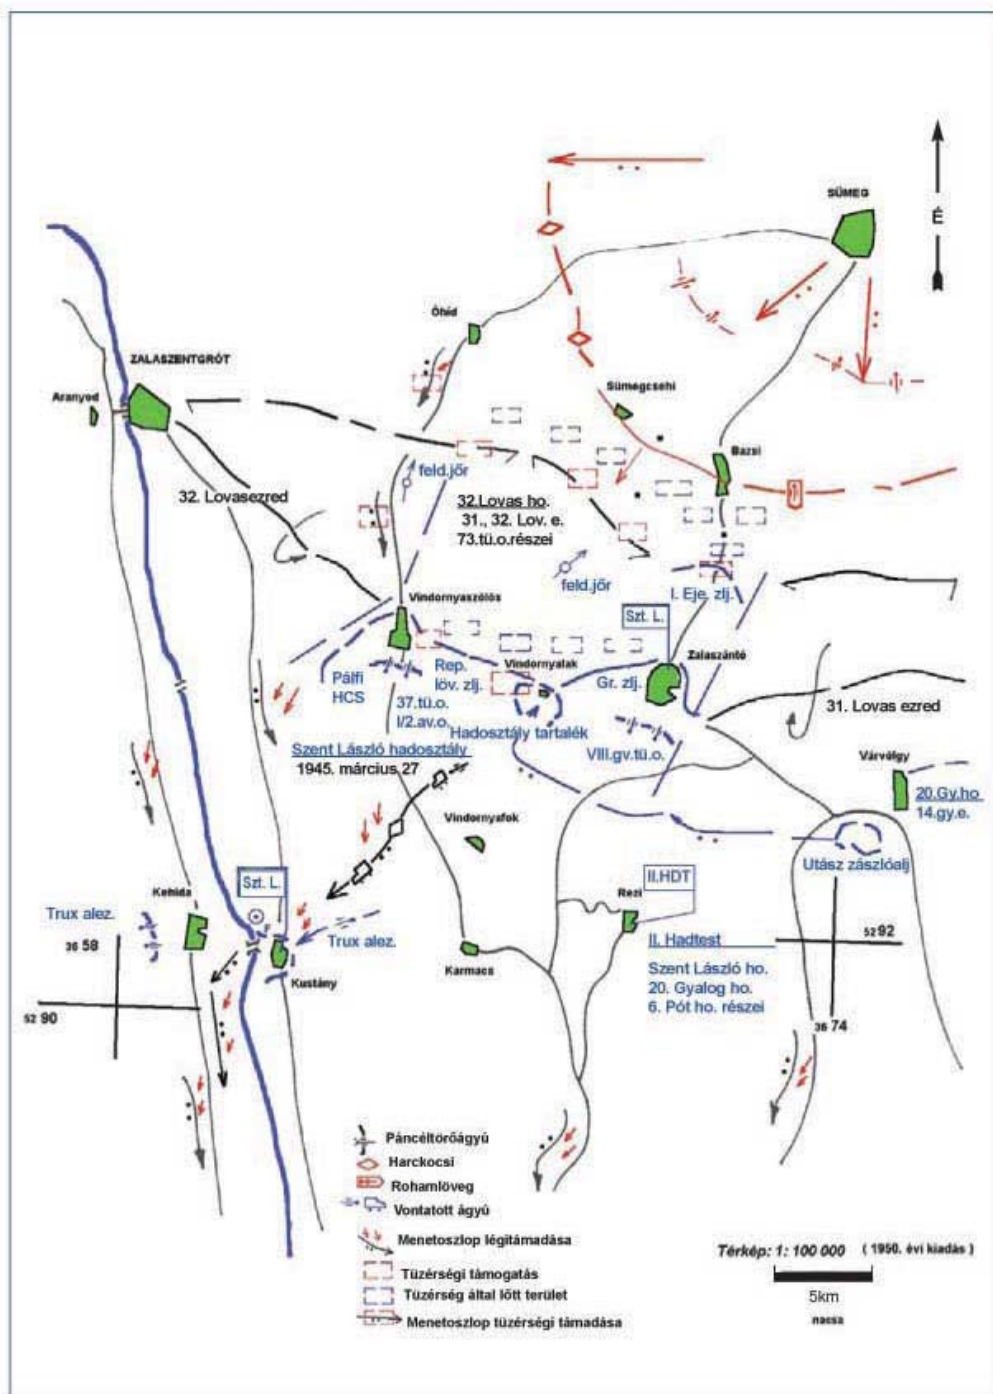 SÜMEG
É
Óhíd
ZALASZENTGRÓT
Aranyod
Sümegcsehi
Bazsi
feld.jőr
32. Lovasezred
32.Lovas ho.
31., 32. Lov. e.
73.tü.o.részei
feld.jőr
I. Eje. zlj.
Vindornyaszőlős
Szt. L.
Zalaszántó
Vindornyalak
Pálfi
HCS
Rep.
löv. zlj.
Gr. zlj.
37.tü.o.
I/2.av.o.
Hadosztály tartalék
31. Lovas ezred
VIII.gv.tü.o.
Szent László hadosztály
1945. március 27
Várvölgy
20.Gy.ho
14.gy.e.
Vindornyafok
Utász zászlóalj
Szt. L.
Kehida
II.HDT
Rezi
Trux alez.
Trux alez.
36 58
II. Hadtest
52 92
Karmacs
Kustány
Szent László ho.
20. Gyalog ho.
6. Pót ho. részei
52 90
36 74
Páncéltörőágyú
Harckocsi
Rohamlöveg
Vontatott ágyú
Menetoszlop légitámadása
Tüzérségi támogatás
Tüzérség által lőtt terület
Menetoszlop tüzérségi támadása
Térkép: 1: 100 000 ( 1950. évi kiadás )
5km
nacsa